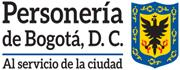 Personería
de Bogotá, D. C.
Al servicio de la ciudad